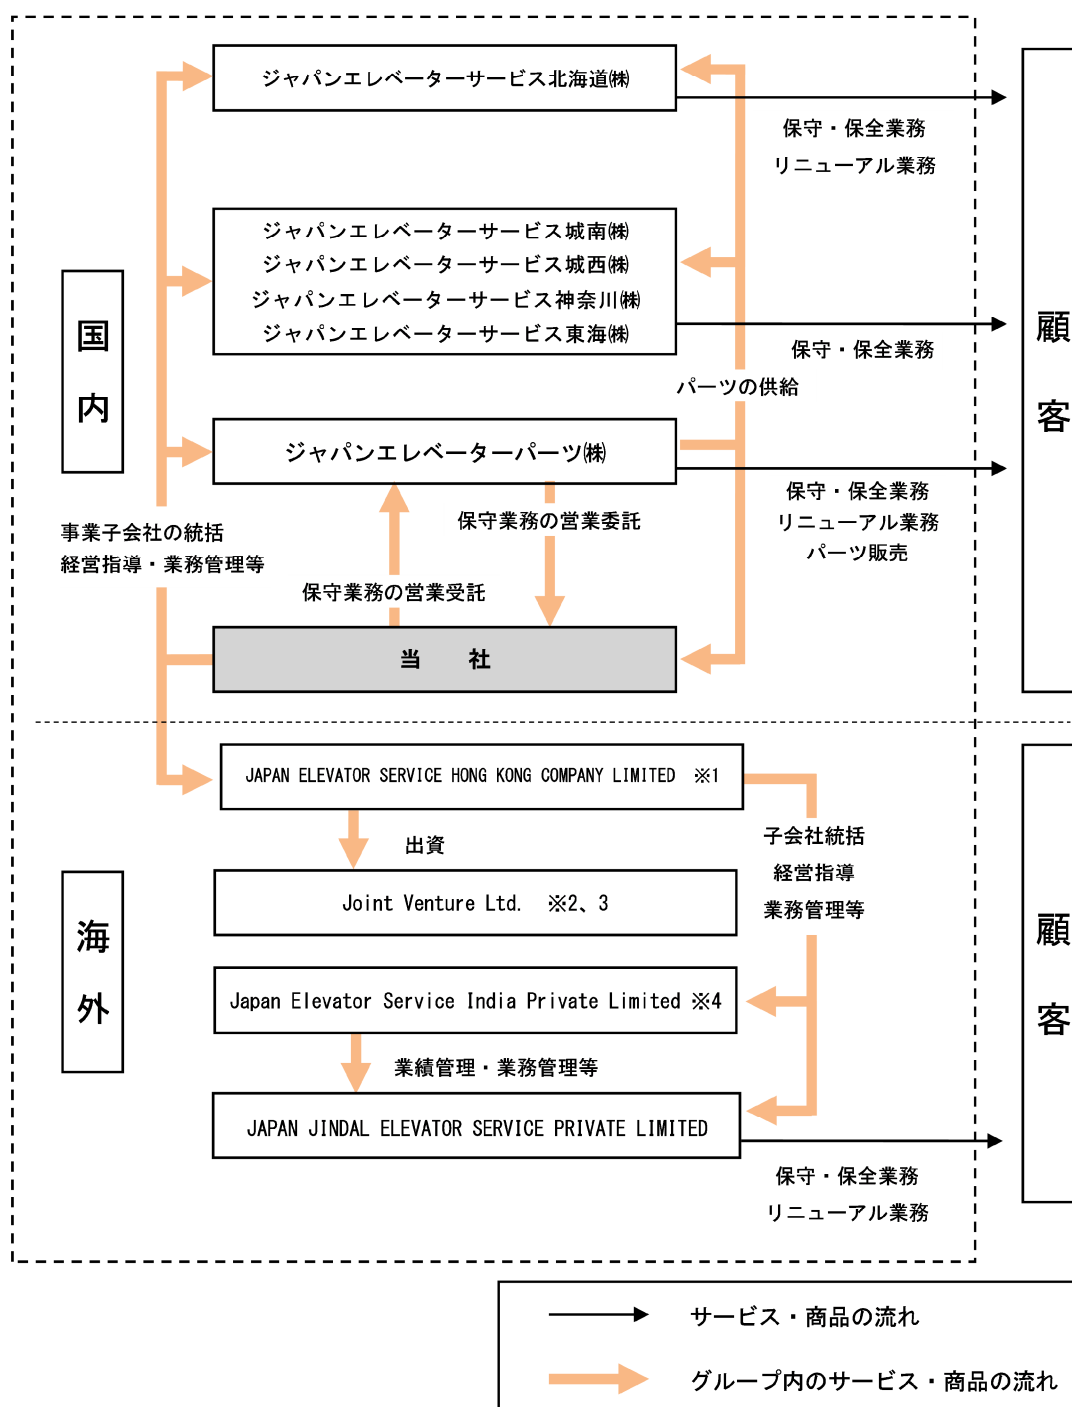 ジャパンエレベーターサービス北海道㈱
保守・保全業務
リニューアル業務
ジャパンエレベーターサービス城南㈱
ジャパンエレベーターサービス城西㈱
ジャパンエレベーターサービス神奈川㈱
ジャパンエレベーターサービス東海㈱
国内
保守・保全業務
顧客
パーツの供給
ジャパンエレベーターパーツ㈱
保守・保全業務
リニューアル業務
パーツ販売
保守業務の営業委託
事業子会社の統括
経営指導・業務管理等
保守業務の営業受託
当社
JAPAN ELEVATOR SERVICE HONG KONG COMPANY LIMITED ※1
出資
子会社統括
経営指導
業務管理等
Joint Venture Ltd. ※2、3
海外
顧客
Japan Elevator Service India Private Limited ※4
業績管理・業務管理等
JAPAN JINDAL ELEVATOR SERVICE PRIVATE LIMITED
保守・保全業務
リニューアル業務
サービス・商品の流れ
グループ内のサービス・商品の流れ